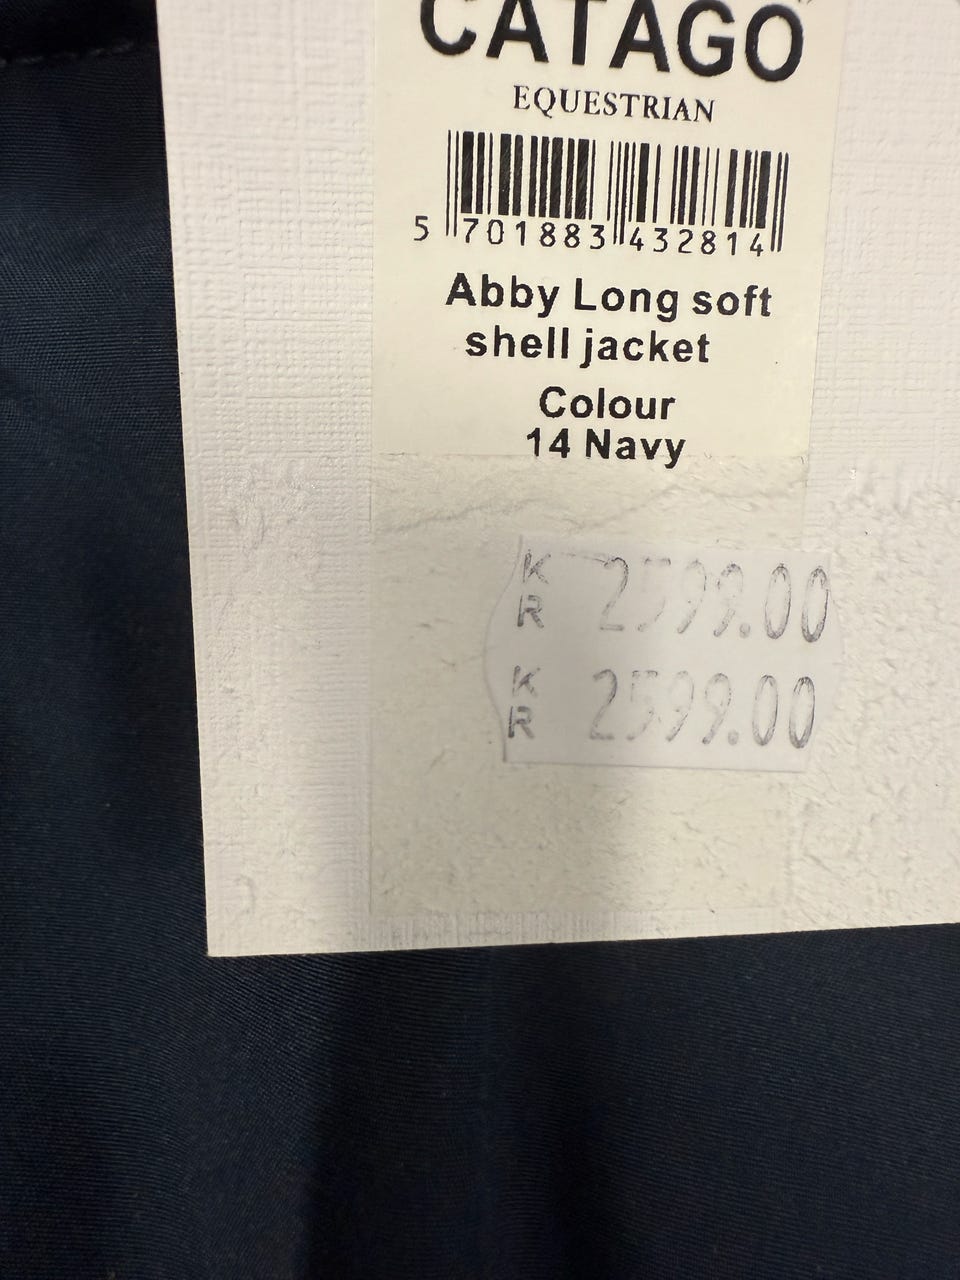 CATAGO
EQUESTRIAN
5 701883 432814
Abby Long soft
shell jacket
Colour
14 Navy
KR 2599.00
KR 2599.00